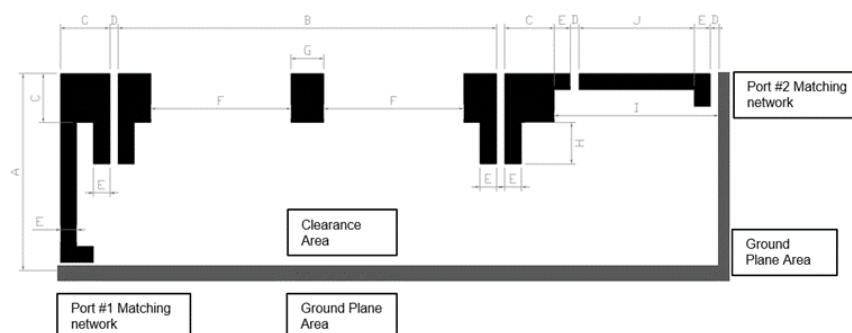 C D B C E D J E D
G
C F F
I
A H
E E E
E
Port #2 Matching
network
Clearance
Area
Ground
Plane Area
Port #1 Matching
network
Ground Plane
Area